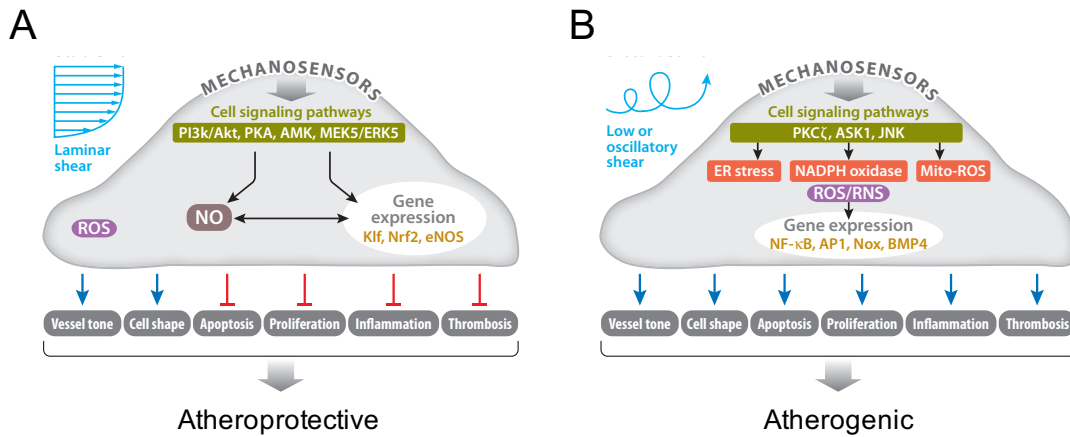 A
MECHANOSENSORS
Cell signaling pathways
PI3k/Akt, PKA, AMK, MEK5/ERK5
Laminar
shear
ROS
NO
Gene
expression
Klf, Nrf2, eNOS
Vessel tone
Cell shape
Apoptosis
Proliferation
Inflammation
Thrombosis
Atheroprotective
B
MECHANOSENSORS
Cell signaling pathways
PKCζ, ASK1, JNK
Low or
oscillatory
shear
ER stress
NADPH oxidase
Mito-ROS
ROS/RNS
Gene expression
NF-κB, AP1, Nox, BMP4
Vessel tone
Cell shape
Apoptosis
Proliferation
Inflammation
Thrombosis
Atherogenic